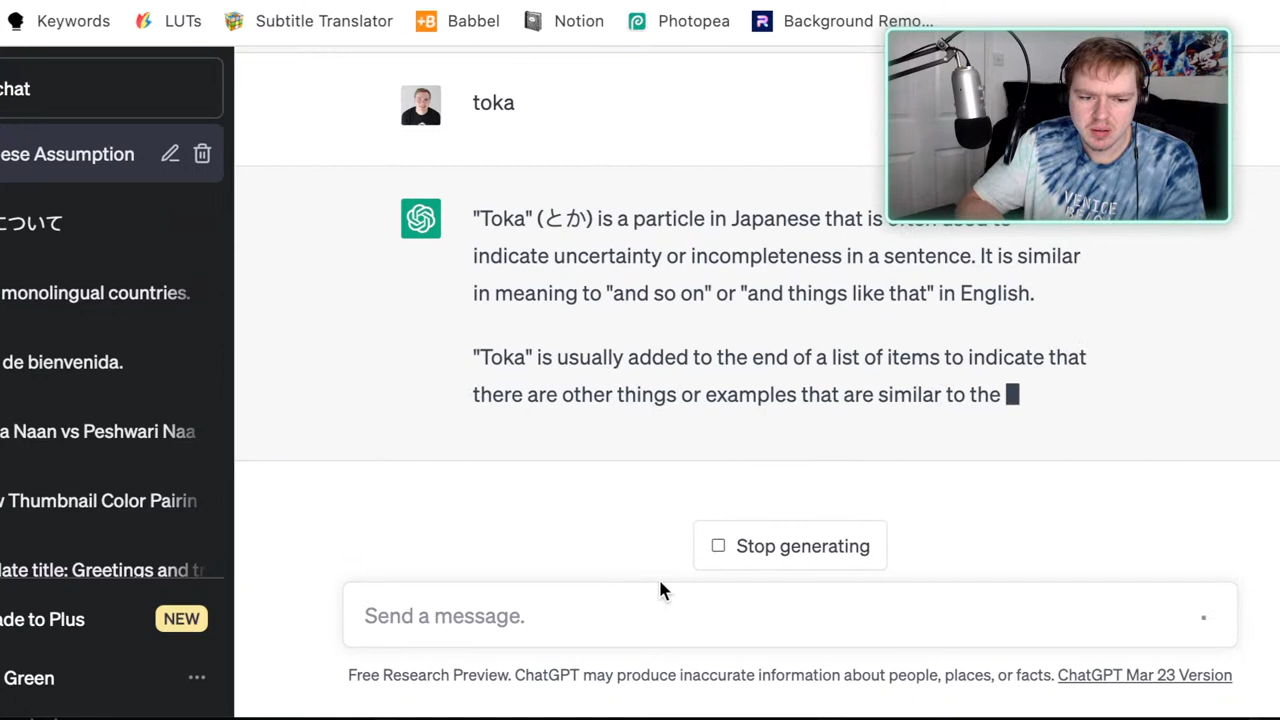 Keywords
LUTs
Subtitle Translator
+B Babbel
Notion
Photopea
R Background Remo...
chat
ese Assumption
について
monolingual countries.
de bienvenida.
a Naan vs Peshwari Naa
w Thumbnail Color Pairin
late title: Greetings and tr
ade to Plus
NEW
Green
...
toka
"Toka" (とか) is a particle in Japanese that is often used to
indicate uncertainty or incompleteness in a sentence. It is similar
in meaning to "and so on" or "and things like that" in English.
"Toka" is usually added to the end of a list of items to indicate that
there are other things or examples that are similar to the
Stop generating
Send a message.
Free Research Preview. ChatGPT may produce inaccurate information about people, places, or facts. ChatGPT Mar 23 Version
VENICE